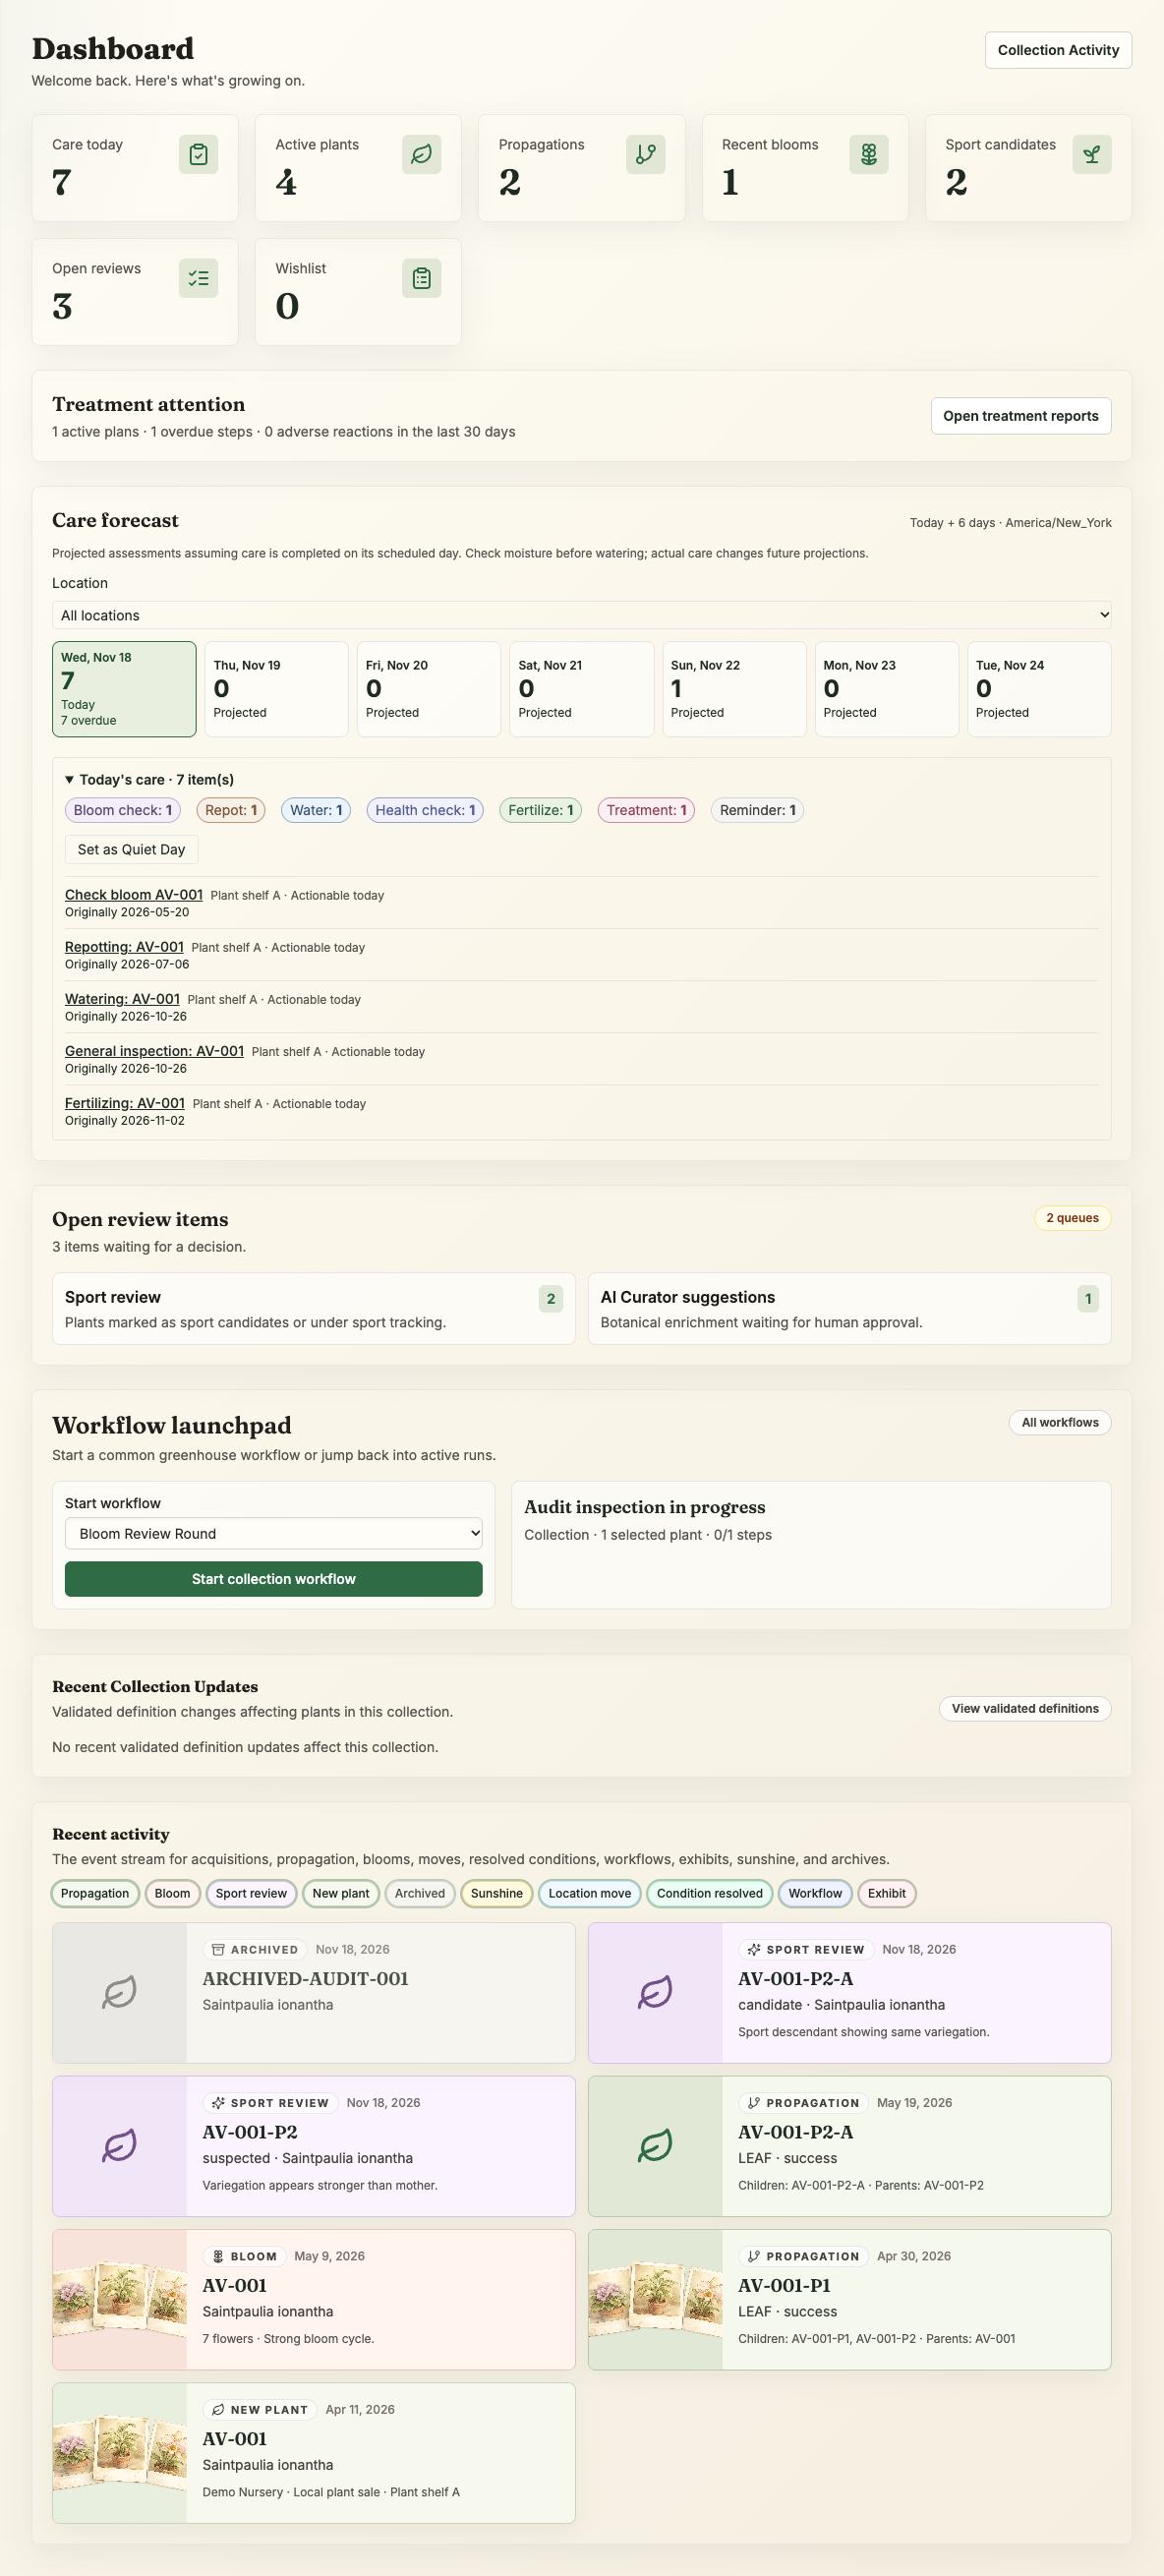 Dashboard
Collection Activity
Welcome back. Here's what's growing on.
Care today
7
Active plants
4
Propagations
2
Recent blooms
1
Sport candidates
2
Open reviews
3
Wishlist
0
Treatment attention
1 active plans · 1 overdue steps · 0 adverse reactions in the last 30 days
Open treatment reports
Care forecast
Today + 6 days · America/New_York
Projected assessments assuming care is completed on its scheduled day. Check moisture before watering; actual care changes future projections.
Location
All locations
Wed, Nov 18
7
Today
7 overdue
Thu, Nov 19
0
Projected
Fri, Nov 20
0
Projected
Sat, Nov 21
0
Projected
Sun, Nov 22
1
Projected
Mon, Nov 23
0
Projected
Tue, Nov 24
0
Projected
▼ Today's care · 7 item(s)
Bloom check: 1 Repot: 1 Water: 1 Health check: 1 Fertilize: 1 Treatment: 1 Reminder: 1
Set as Quiet Day
Check bloom AV-001 Plant shelf A · Actionable today
Originally 2026-05-20
Repotting: AV-001 Plant shelf A · Actionable today
Originally 2026-07-06
Watering: AV-001 Plant shelf A · Actionable today
Originally 2026-10-26
General inspection: AV-001 Plant shelf A · Actionable today
Originally 2026-10-26
Fertilizing: AV-001 Plant shelf A · Actionable today
Originally 2026-11-02
Open review items
2 queues
3 items waiting for a decision.
Sport review
2
Plants marked as sport candidates or under sport tracking.
AI Curator suggestions
1
Botanical enrichment waiting for human approval.
Workflow launchpad
All workflows
Start a common greenhouse workflow or jump back into active runs.
Start workflow
Bloom Review Round
Start collection workflow
Audit inspection in progress
Collection · 1 selected plant · 0/1 steps
Recent Collection Updates
Validated definition changes affecting plants in this collection.
View validated definitions
No recent validated definition updates affect this collection.
Recent activity
The event stream for acquisitions, propagation, blooms, moves, resolved conditions, workflows, exhibits, sunshine, and archives.
Propagation Bloom Sport review New plant Archived Sunshine Location move Condition resolved Workflow Exhibit
ARCHIVED Nov 18, 2026
ARCHIVED-AUDIT-001
Saintpaulia ionantha
SPORT REVIEW Nov 18, 2026
AV-001-P2-A
candidate · Saintpaulia ionantha
Sport descendant showing same variegation.
SPORT REVIEW Nov 18, 2026
AV-001-P2
suspected · Saintpaulia ionantha
Variegation appears stronger than mother.
PROPAGATION May 19, 2026
AV-001-P2-A
LEAF · success
Children: AV-001-P2-A · Parents: AV-001-P2
BLOOM May 9, 2026
AV-001
Saintpaulia ionantha
7 flowers · Strong bloom cycle.
PROPAGATION Apr 30, 2026
AV-001-P1
LEAF · success
Children: AV-001-P1, AV-001-P2 · Parents: AV-001
NEW PLANT Apr 11, 2026
AV-001
Saintpaulia ionantha
Demo Nursery · Local plant sale · Plant shelf A